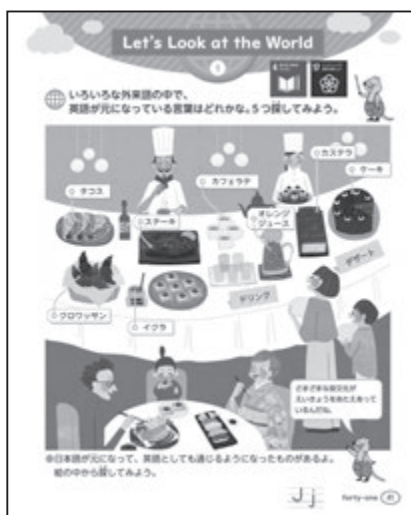 Let's Look at the World
1
いろいろな外来語の中で、
英語が元になっている言葉はどれかな。5つ探してみよう。
タコス
カフェラテ
カステラ
ケーキ
ステーキ
オレンジ
ジュース
デザート
ドリンク
クロワッサン
イクラ
さまざまな食文化が
えいきょうをあたえあって
いるんだね。
※日本語が元になって、英語としても通じるようになったものがあるよ。
絵の中から探してみよう。
J j
forty-one 41